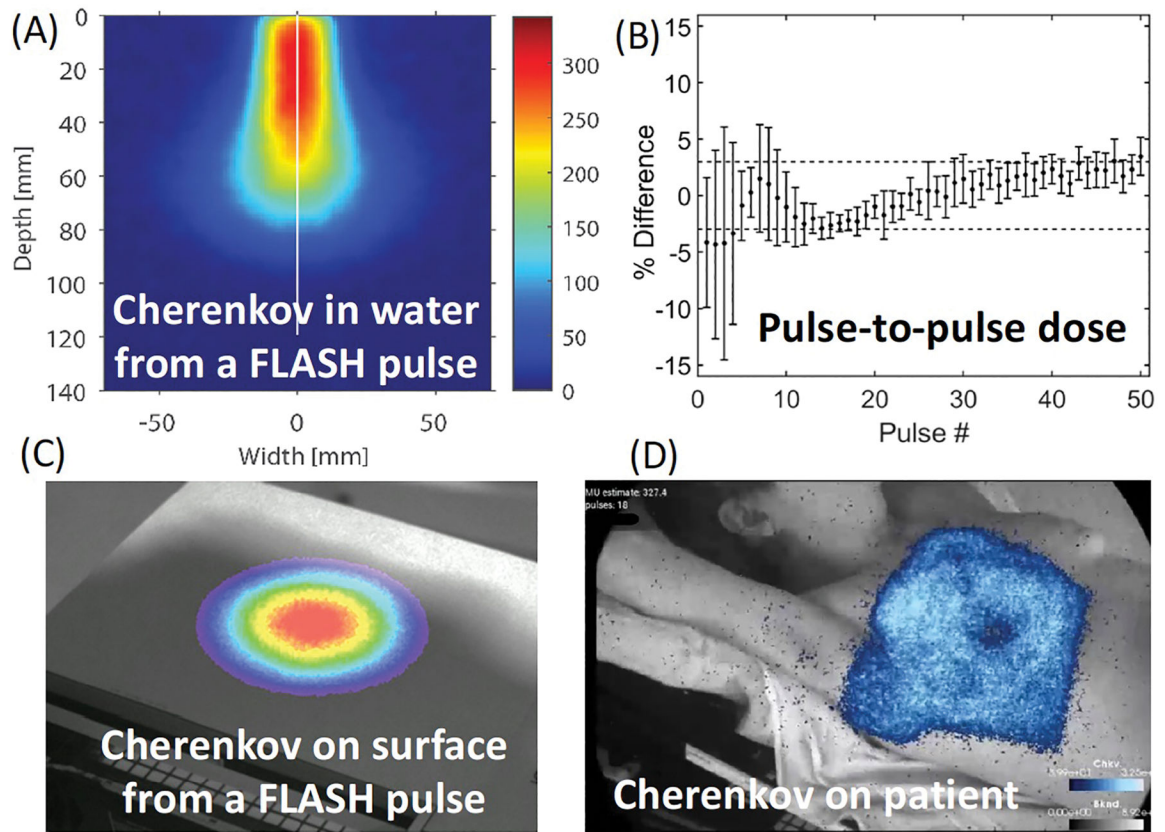 (A)
0
20
40
60
80
100
120
140
Depth [mm]
-50
0
50
Width [mm]
300
250
200
150
100
50
0
Cherenkov in water
from a FLASH pulse
(B)
15
10
5
0
-5
-10
-15
% Difference
0
10
20
30
40
50
Pulse #
Pulse-to-pulse dose
(C)
Cherenkov on surface
from a FLASH pulse
(D)
MU estimate: 327.4
pulses: 18
Cherenkov on patient
Chkv
Bknd